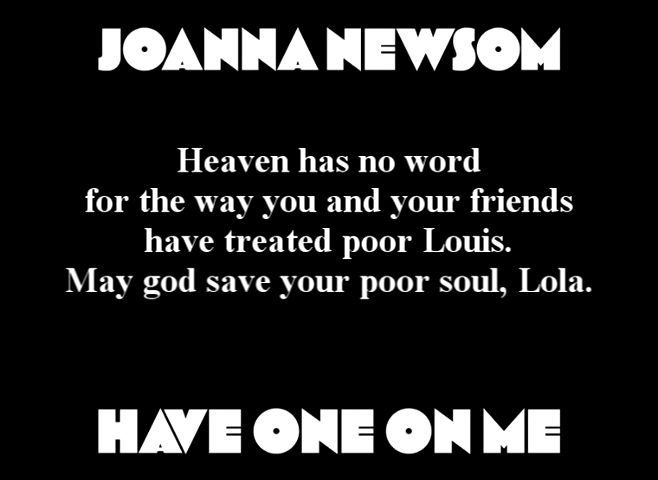 JOANNA NEWSOM
Heaven has no word
for the way you and your friends
have treated poor Louis.
May god save your poor soul, Lola.
HAVE ONE ON ME